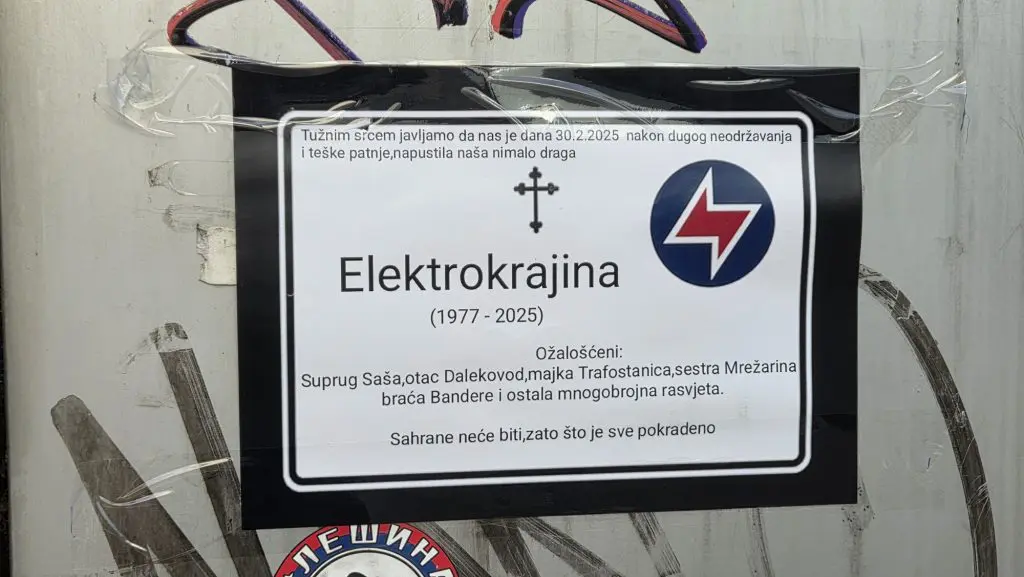 Tužnim srcem javljamo da nas je dana 30.2.2025 nakon dugog neodržavanja
i teške patnje,napustila naša nimalo draga
Elektrokrajina
(1977 - 2025)
Ožalošćeni:
Suprug Saša,otac Dalekovod,majka Trafostanica,sestra Mrežarina
braća Bandere i ostala mnogobrojna rasvjeta.
Sahrane neće biti,zato što je sve pokradeno